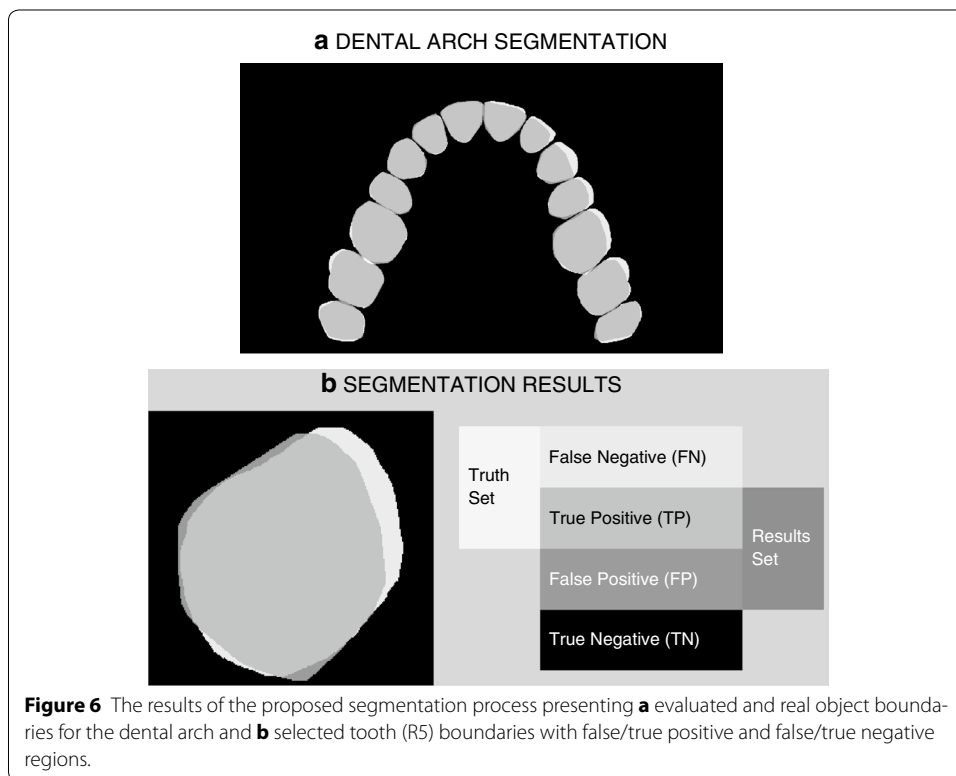 a DENTAL ARCH SEGMENTATION
b SEGMENTATION RESULTS
Truth
Set
False Negative (FN)
True Positive (TP)
False Positive (FP)
True Negative (TN)
Results
Set
Figure 6 The results of the proposed segmentation process presenting a evaluated and real object bounda-
ries for the dental arch and b selected tooth (R5) boundaries with false/true positive and false/true negative
regions.